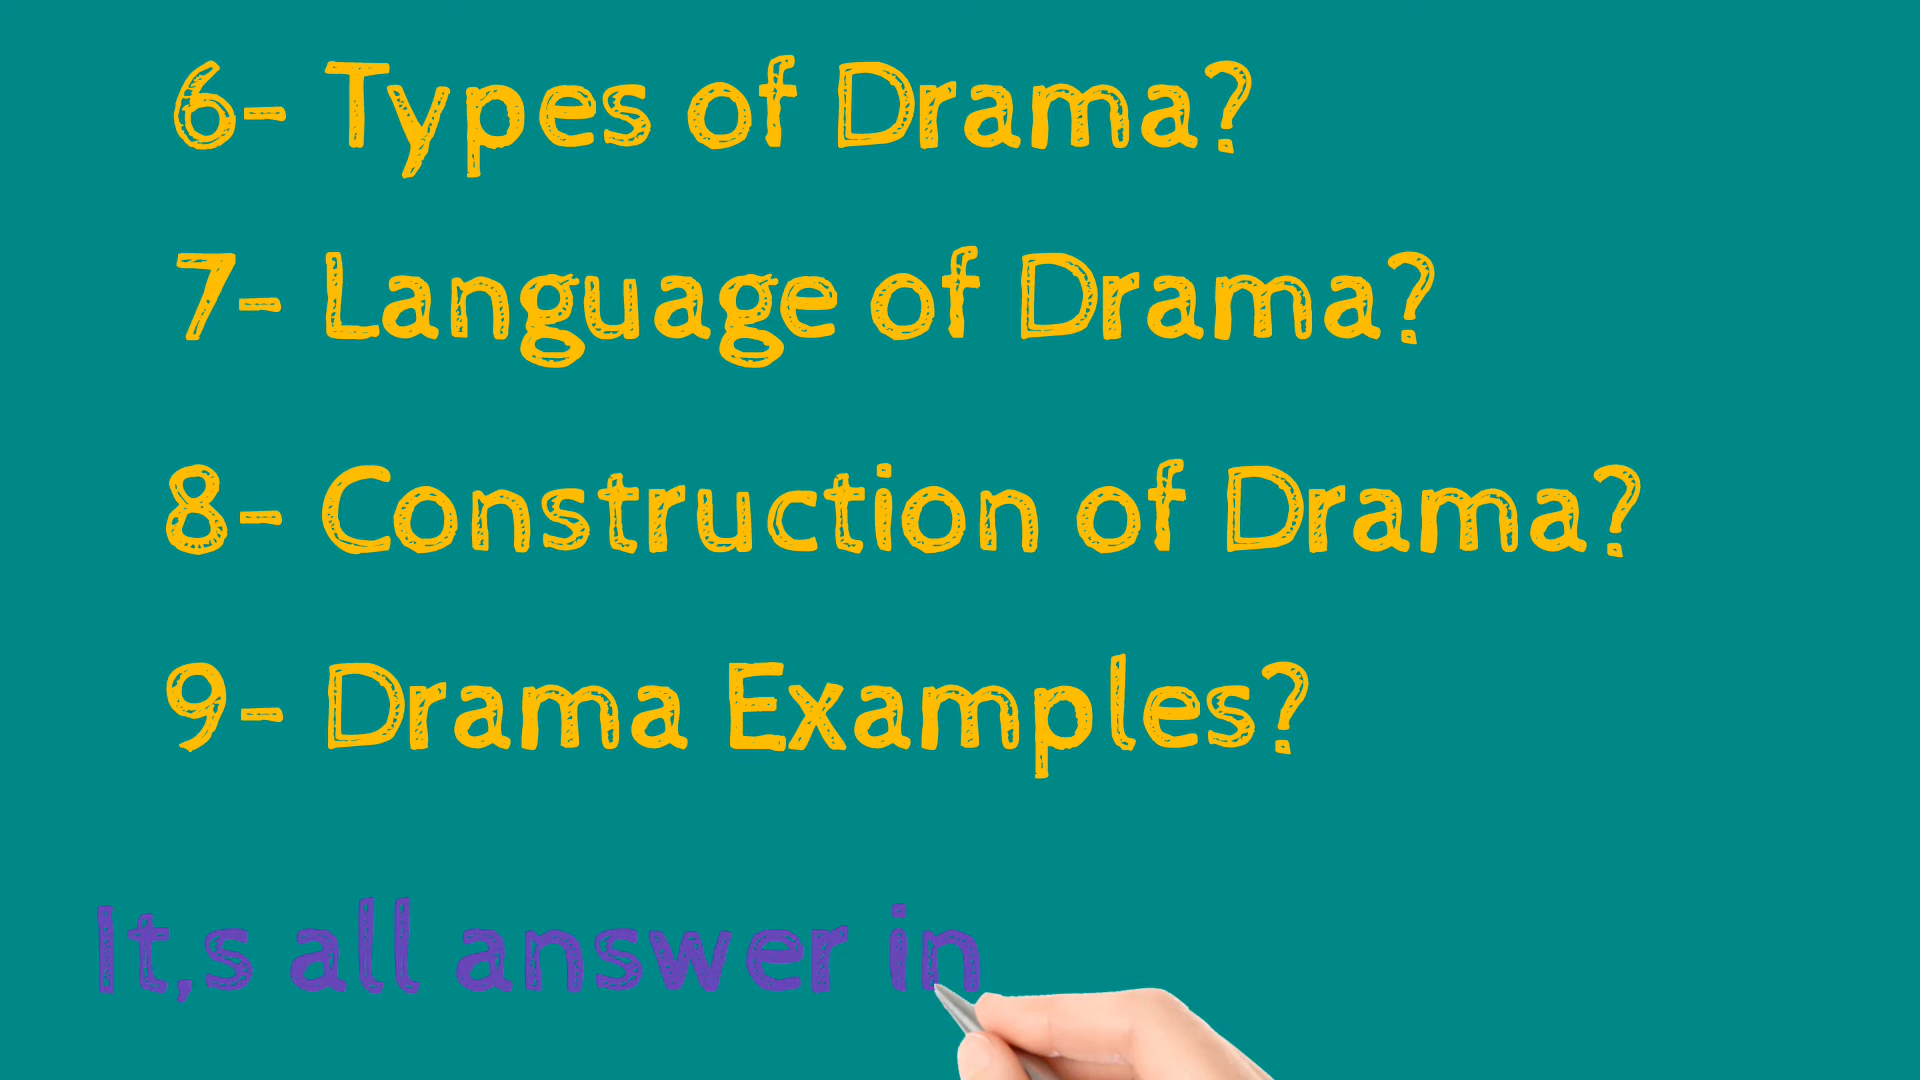 6- Types of Drama?
7- Language of Drama?
8- Construction of Drama?
9- Drama Examples?
It,s all answer in